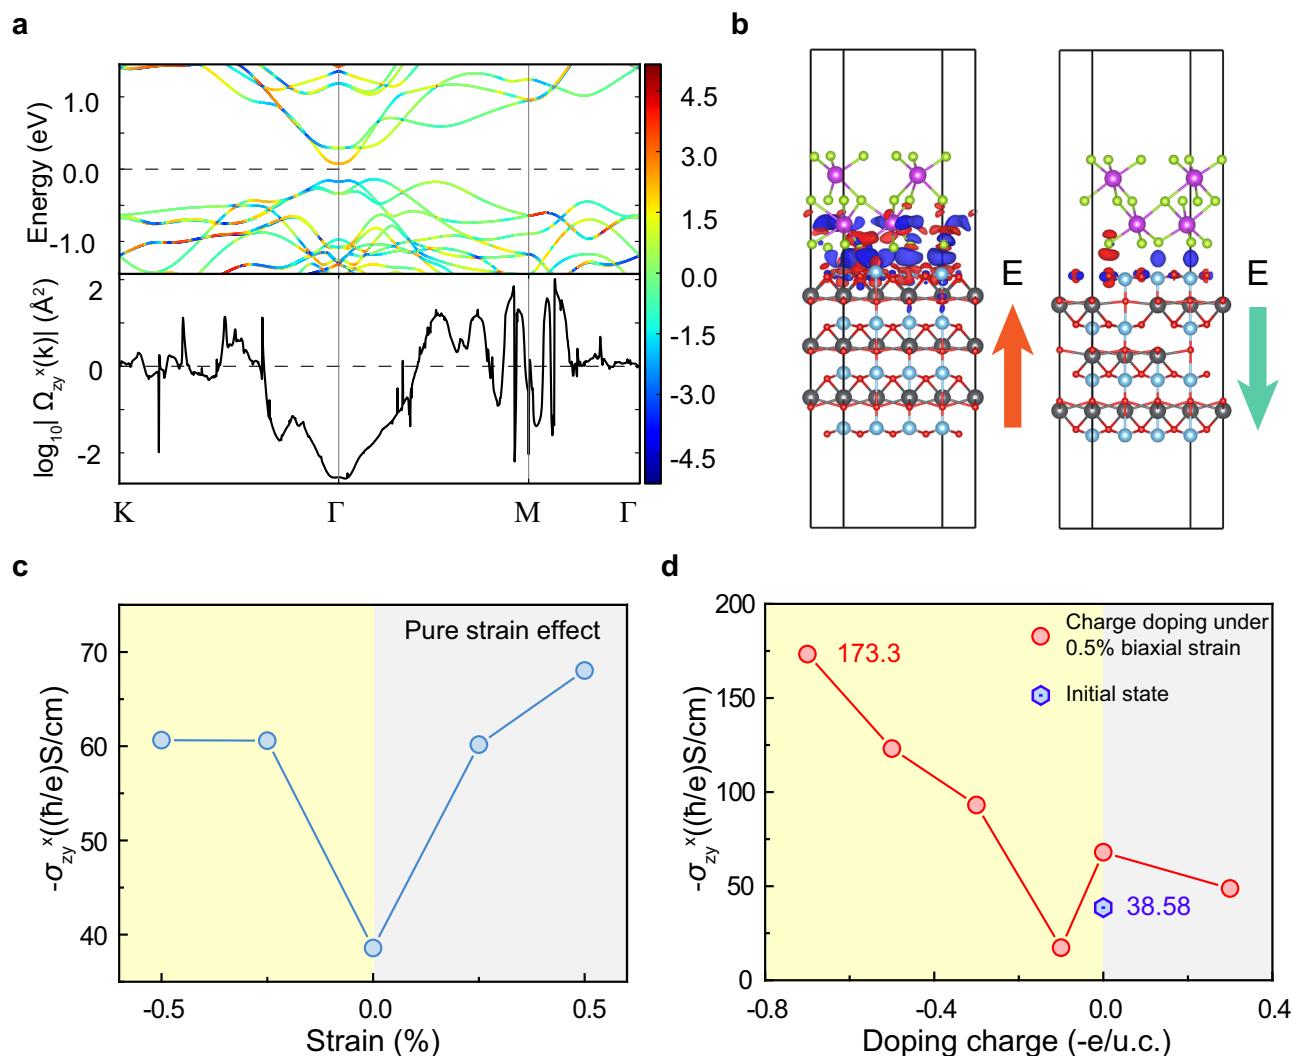 a
Energy (eV)
1.0
0.0
-1.0
log₁₀| Ω_zy^x(k)| (Å²)
2
0
-2
K
Γ
M
Γ
4.5
3.0
1.5
0.0
-1.5
-3.0
-4.5
b
E
E
c
Pure strain effect
-σ_zy^x((ħ/e)S/cm)
70
60
50
40
-0.5
0.0
0.5
Strain (%)
d
Charge doping under
0.5% biaxial strain
Initial state
173.3
38.58
-σ_zy^x((ħ/e)S/cm)
200
150
100
50
0
-0.8
-0.4
0.0
0.4
Doping charge (-e/u.c.)